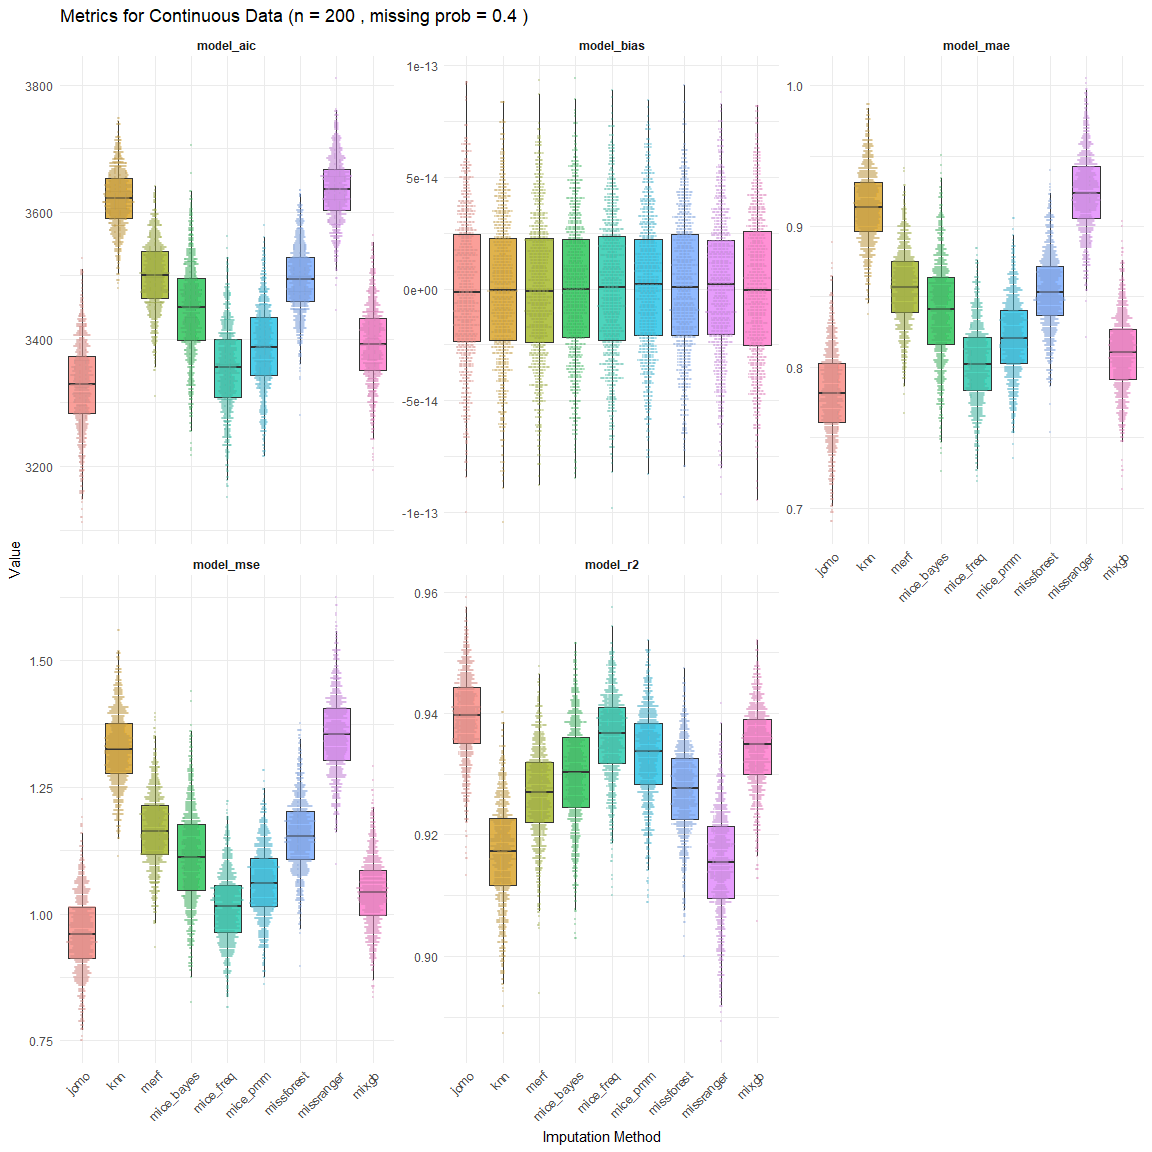 Metrics for Continuous Data (n = 200 , missing prob = 0.4 )
model_aic
model_bias
model_mae
3800
3600
3400
3200
1e-13
5e-14
0e+00
-5e-14
-1e-13
1.0
0.9
0.8
0.7
jomo
knn
merf
mice_bayes
mice_freq
mice_pmm
missforest
missranger
mixgb
Value
model_mse
model_r2
1.50
1.25
1.00
0.75
0.96
0.94
0.92
0.90
jomo
knn
merf
mice_bayes
mice_freq
mice_pmm
missforest
missranger
mixgb
jomo
knn
merf
mice_bayes
mice_freq
mice_pmm
missforest
missranger
mixgb
Imputation Method